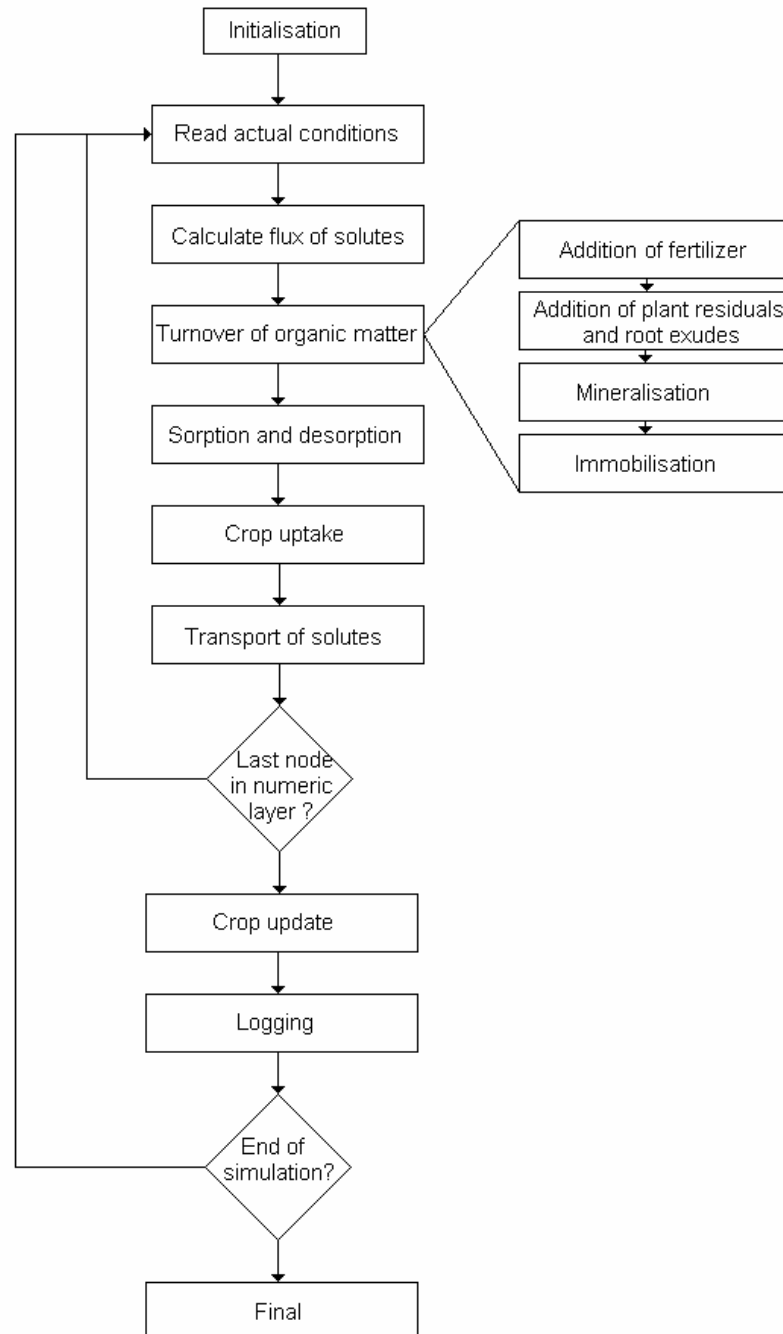 Initialisation
Read actual conditions
Calculate flux of solutes
Turnover of organic matter
Addition of fertilizer
Addition of plant residuals
and root exudes
Mineralisation
Immobilisation
Sorption and desorption
Crop uptake
Transport of solutes
Last node
in numeric
layer ?
Crop update
Logging
End of
simulation?
Final